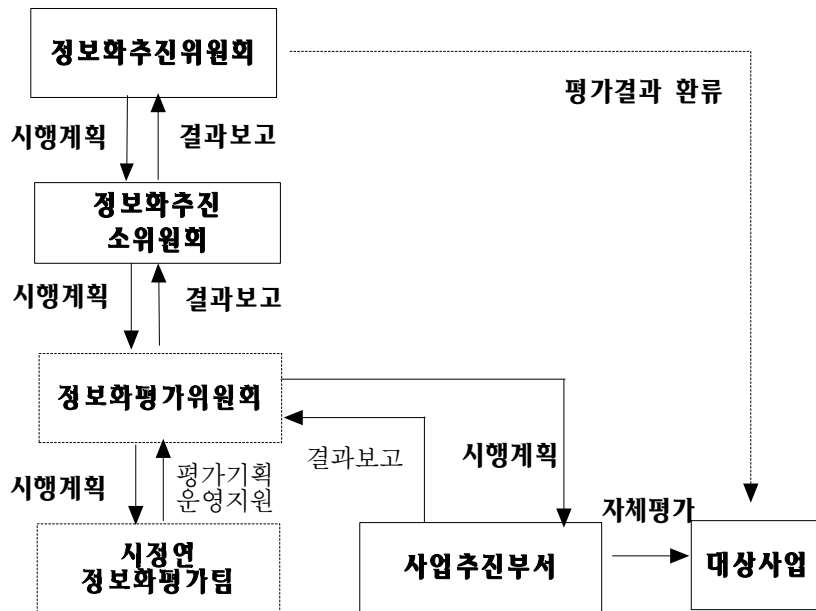 정보화추진위원회
평가결과 환류
시행계획
결과보고
정보화추진
소위원회
시행계획
결과보고
정보화평가위원회
결과보고
시행계획
시행계획
평가기획
운영지원
자체평가
시정연
정보화평가팀
사업추진부서
대상사업